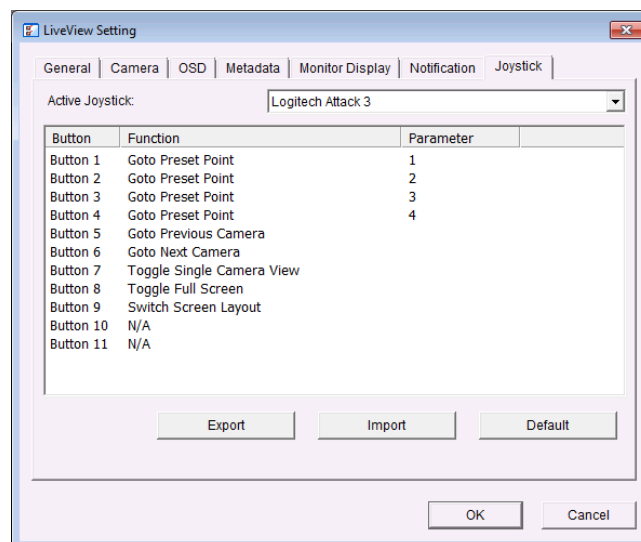 LiveView Setting
General Camera OSD Metadata Monitor Display Notification Joystick
Active Joystick: Logitech Attack 3
Button Function Parameter
Button 1 Goto Preset Point 1
Button 2 Goto Preset Point 2
Button 3 Goto Preset Point 3
Button 4 Goto Preset Point 4
Button 5 Goto Previous Camera
Button 6 Goto Next Camera
Button 7 Toggle Single Camera View
Button 8 Toggle Full Screen
Button 9 Switch Screen Layout
Button 10 N/A
Button 11 N/A
Export Import Default
OK Cancel